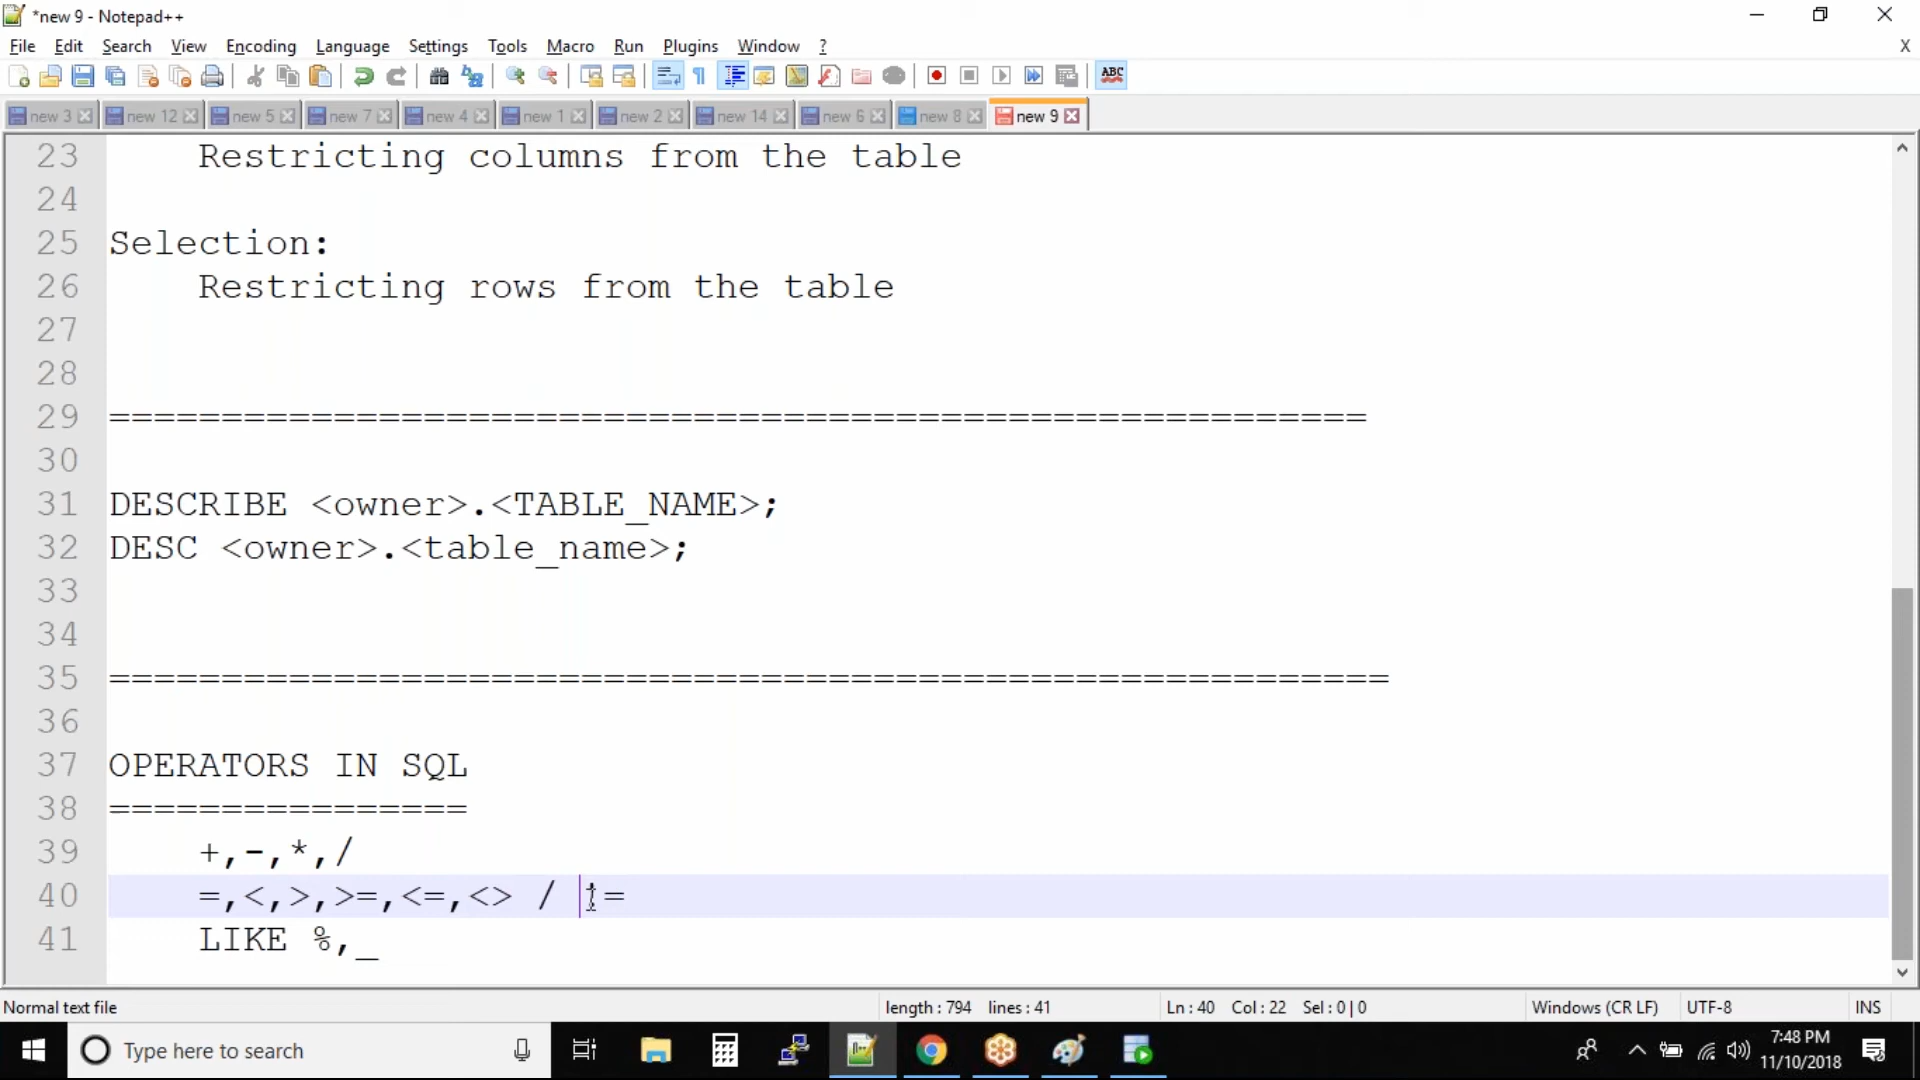 *new 9 - Notepad++
File Edit Search View Encoding Language Settings Tools Macro Run Plugins Window ? X
ABC
new 3 new 12 new 5 new 7 new 4 new 1 new 2 new 14 new 6 new 8 new 9
23 Restricting columns from the table
24
25 Selection:
26 Restricting rows from the table
27
28
29 ========================================================
30
31 DESCRIBE <owner>.<TABLE_NAME>;
32 DESC <owner>.<table_name>;
33
34
35 =========================================================
36
37 OPERATORS IN SQL
38 ================
39 +,-,*,/
40 =,<,>,>=,<=,<> / !=
41 LIKE %,_
Normal text file length : 794 lines : 41 Ln : 40 Col : 22 Sel : 0 | 0 Windows (CR LF) UTF-8 INS
Type here to search
7:48 PM
11/10/2018